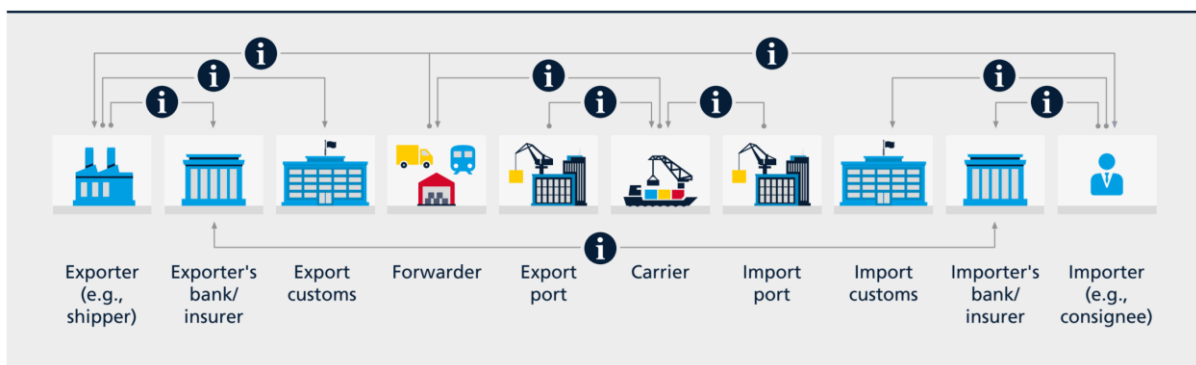 i
i
i
i
i
i
i
i
i
Exporter
(e.g.,
shipper)
Exporter's
bank/
insurer
Export
customs
Forwarder
Export
port
Carrier
Import
port
Import
customs
Importer's
bank/
insurer
Importer
(e.g.,
consignee)